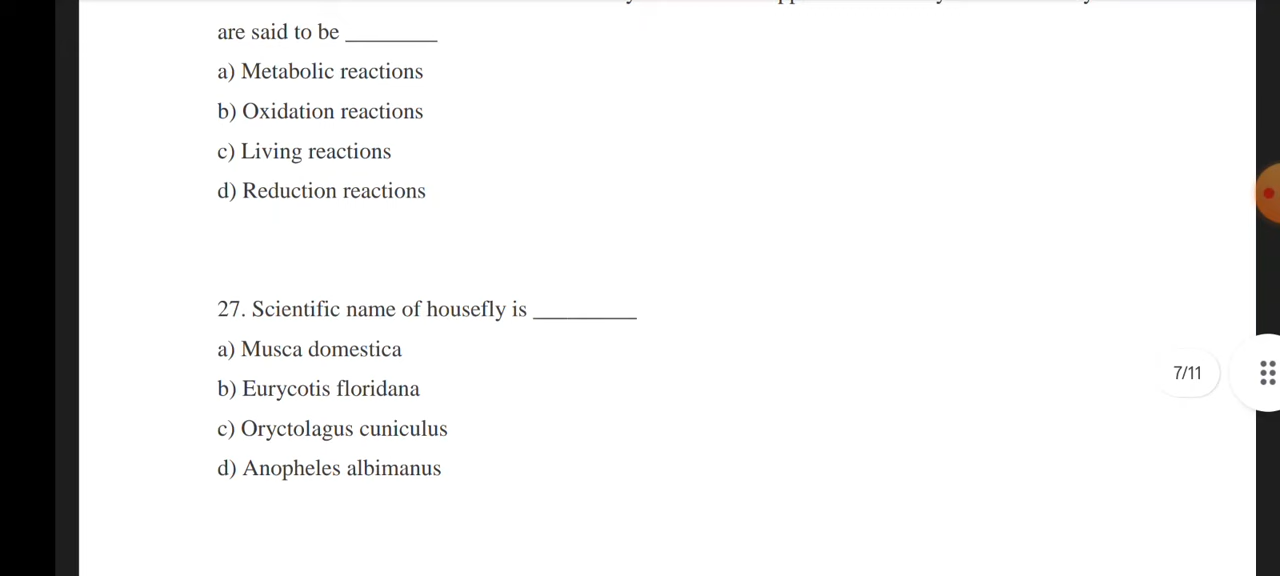 are said to be ________
a) Metabolic reactions
b) Oxidation reactions
c) Living reactions
d) Reduction reactions
27. Scientific name of housefly is _________
a) Musca domestica
b) Eurycotis floridana
7/11
c) Oryctolagus cuniculus
d) Anopheles albimanus